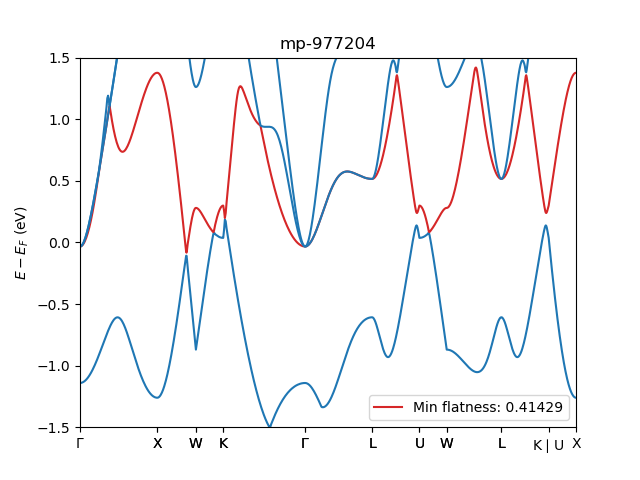 mp-977204
E − E_F (eV)
1.5
1.0
0.5
0.0
−0.5
−1.0
−1.5
Min flatness: 0.41429
Γ X W K Γ L U W L K | U X